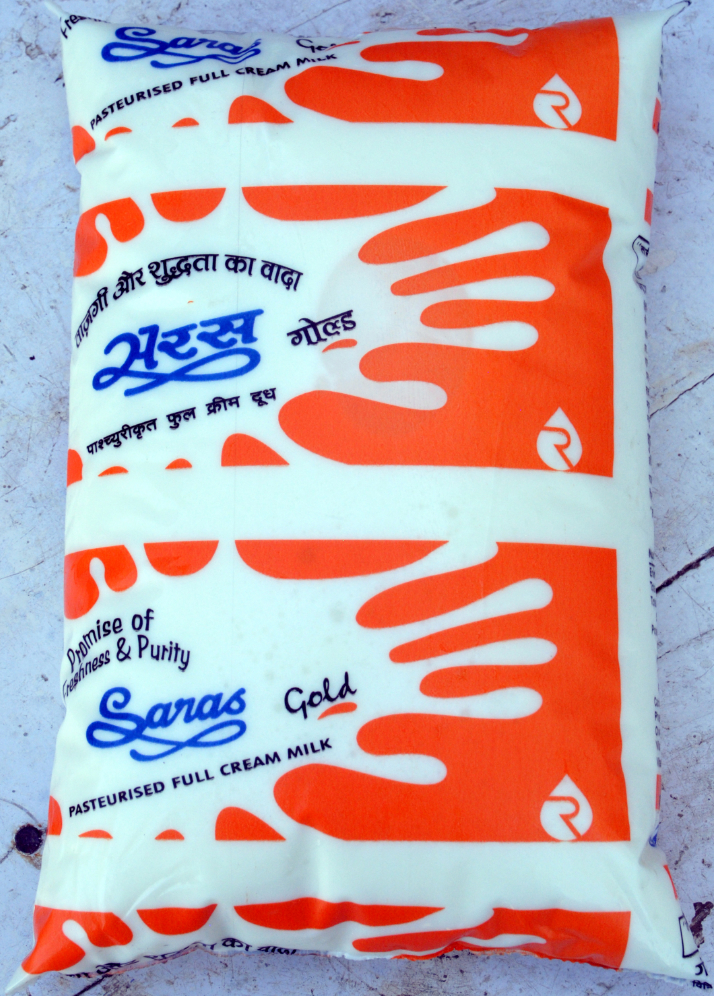 Saras
PASTEURISED FULL CREAM MILK
ताज़गी और शुद्धता का वादा
सरस गोल्ड
पाश्च्युरीकृत फुल क्रीम दूध
Promise of
Freshness & Purity
Saras Gold
PASTEURISED FULL CREAM MILK
का वादा